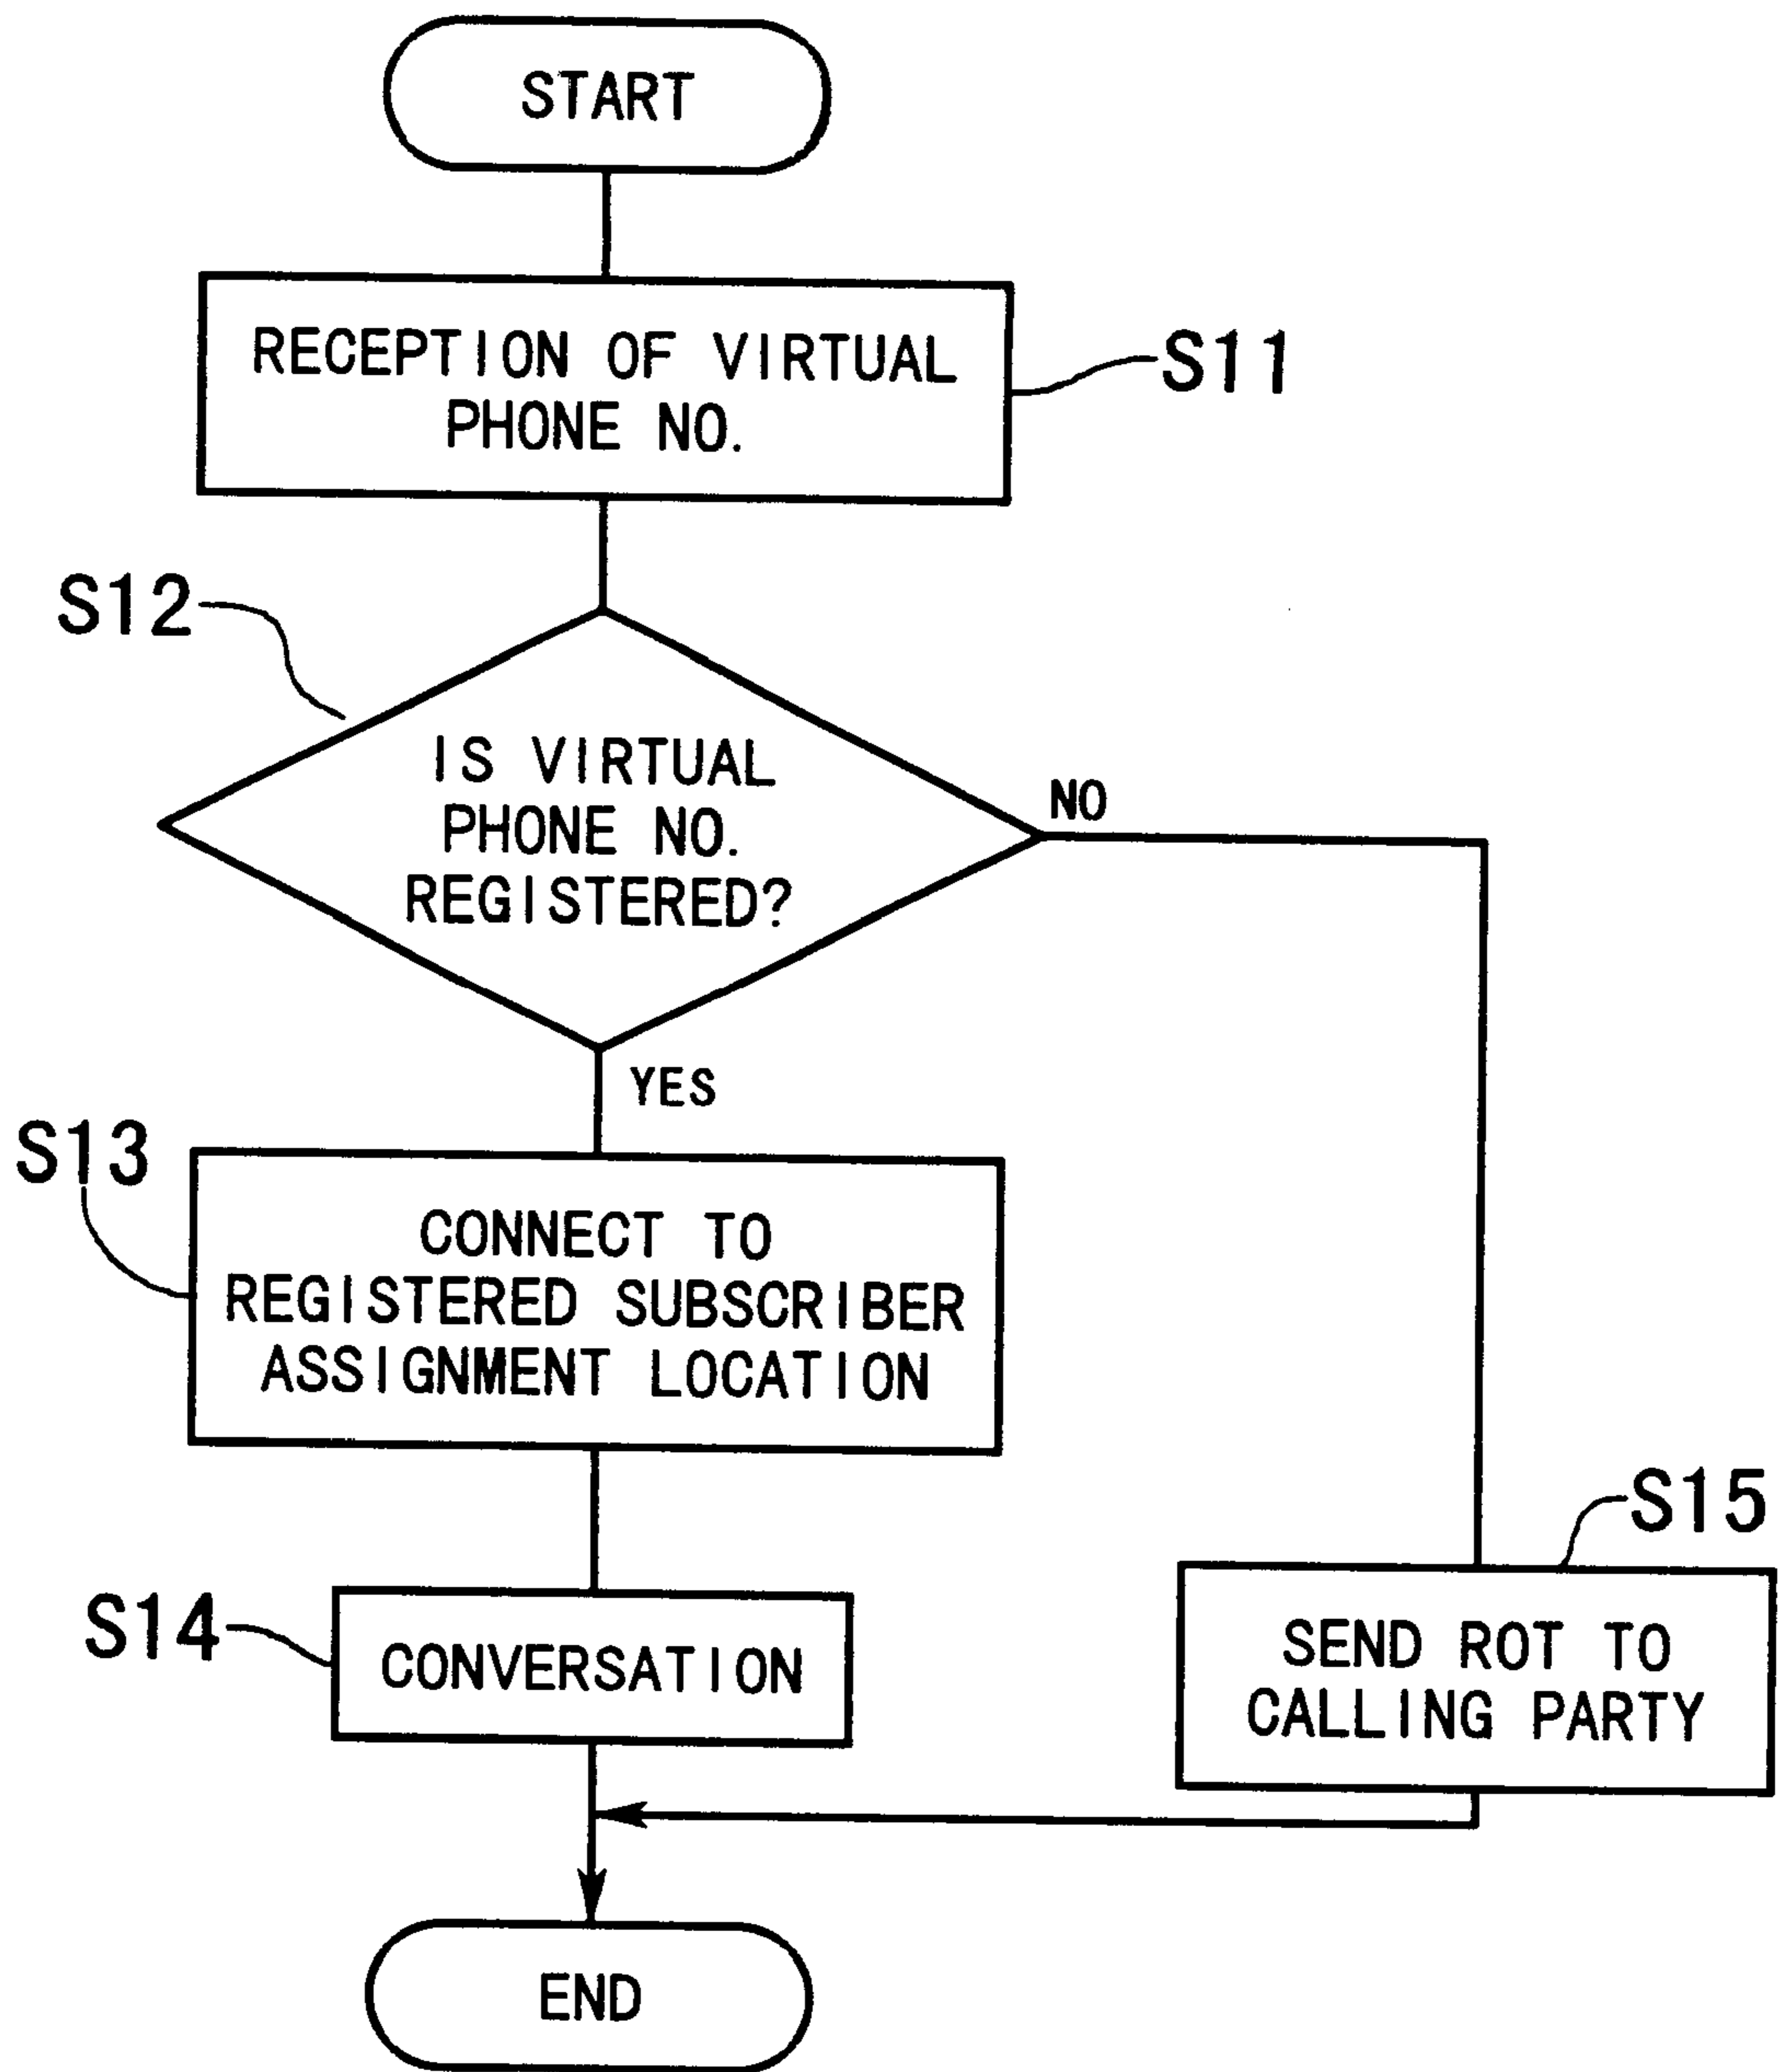 START
RECEPTION OF VIRTUAL
PHONE NO.
S11
S12
IS VIRTUAL
PHONE NO.
REGISTERED?
NO
YES
S13
CONNECT TO
REGISTERED SUBSCRIBER
ASSIGNMENT LOCATION
S14
CONVERSATION
S15
SEND ROT TO
CALLING PARTY
END